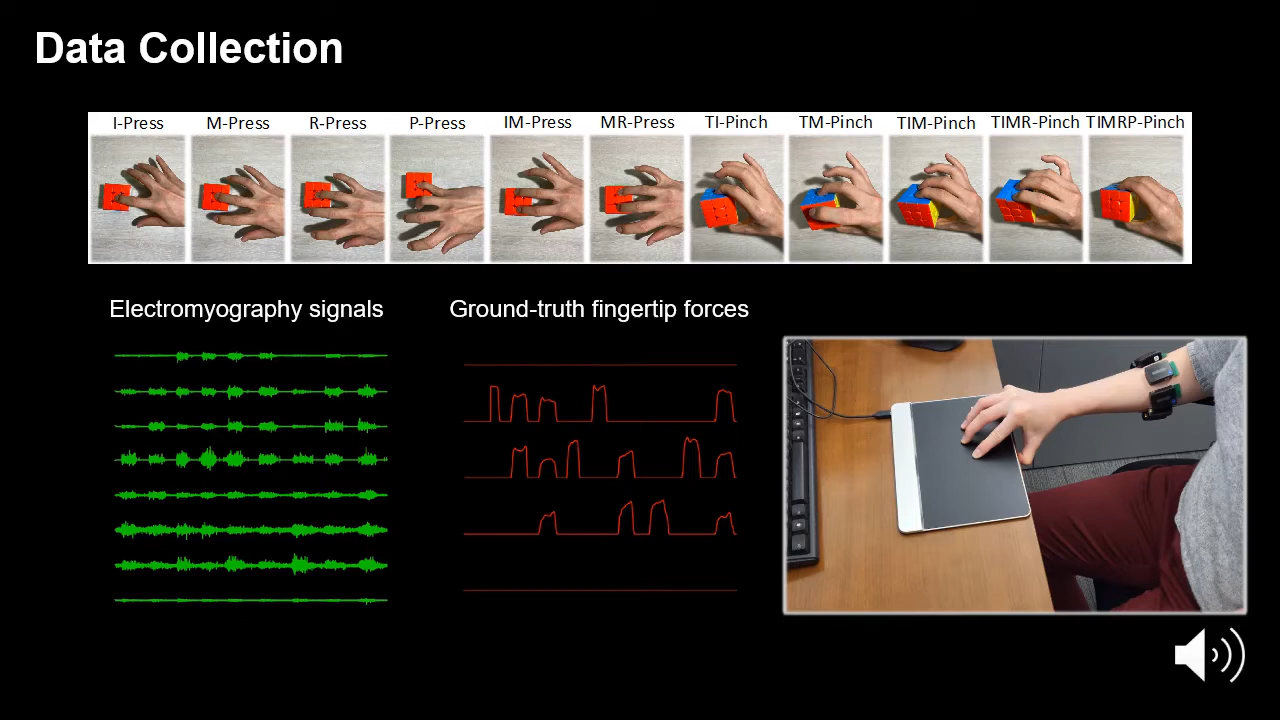 Data Collection
I-Press M-Press R-Press P-Press IM-Press MR-Press TI-Pinch TM-Pinch TIM-Pinch TIMR-Pinch TIMRP-Pinch
Electromyography signals Ground-truth fingertip forces